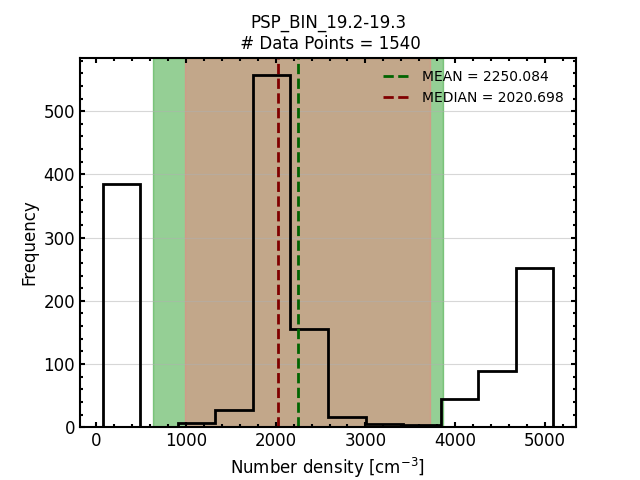 PSP_BIN_19.2-19.3
# Data Points = 1540
MEAN = 2250.084
MEDIAN = 2020.698
Frequency
500
400
300
200
100
0
0 1000 2000 3000 4000 5000
Number density [cm⁻³]